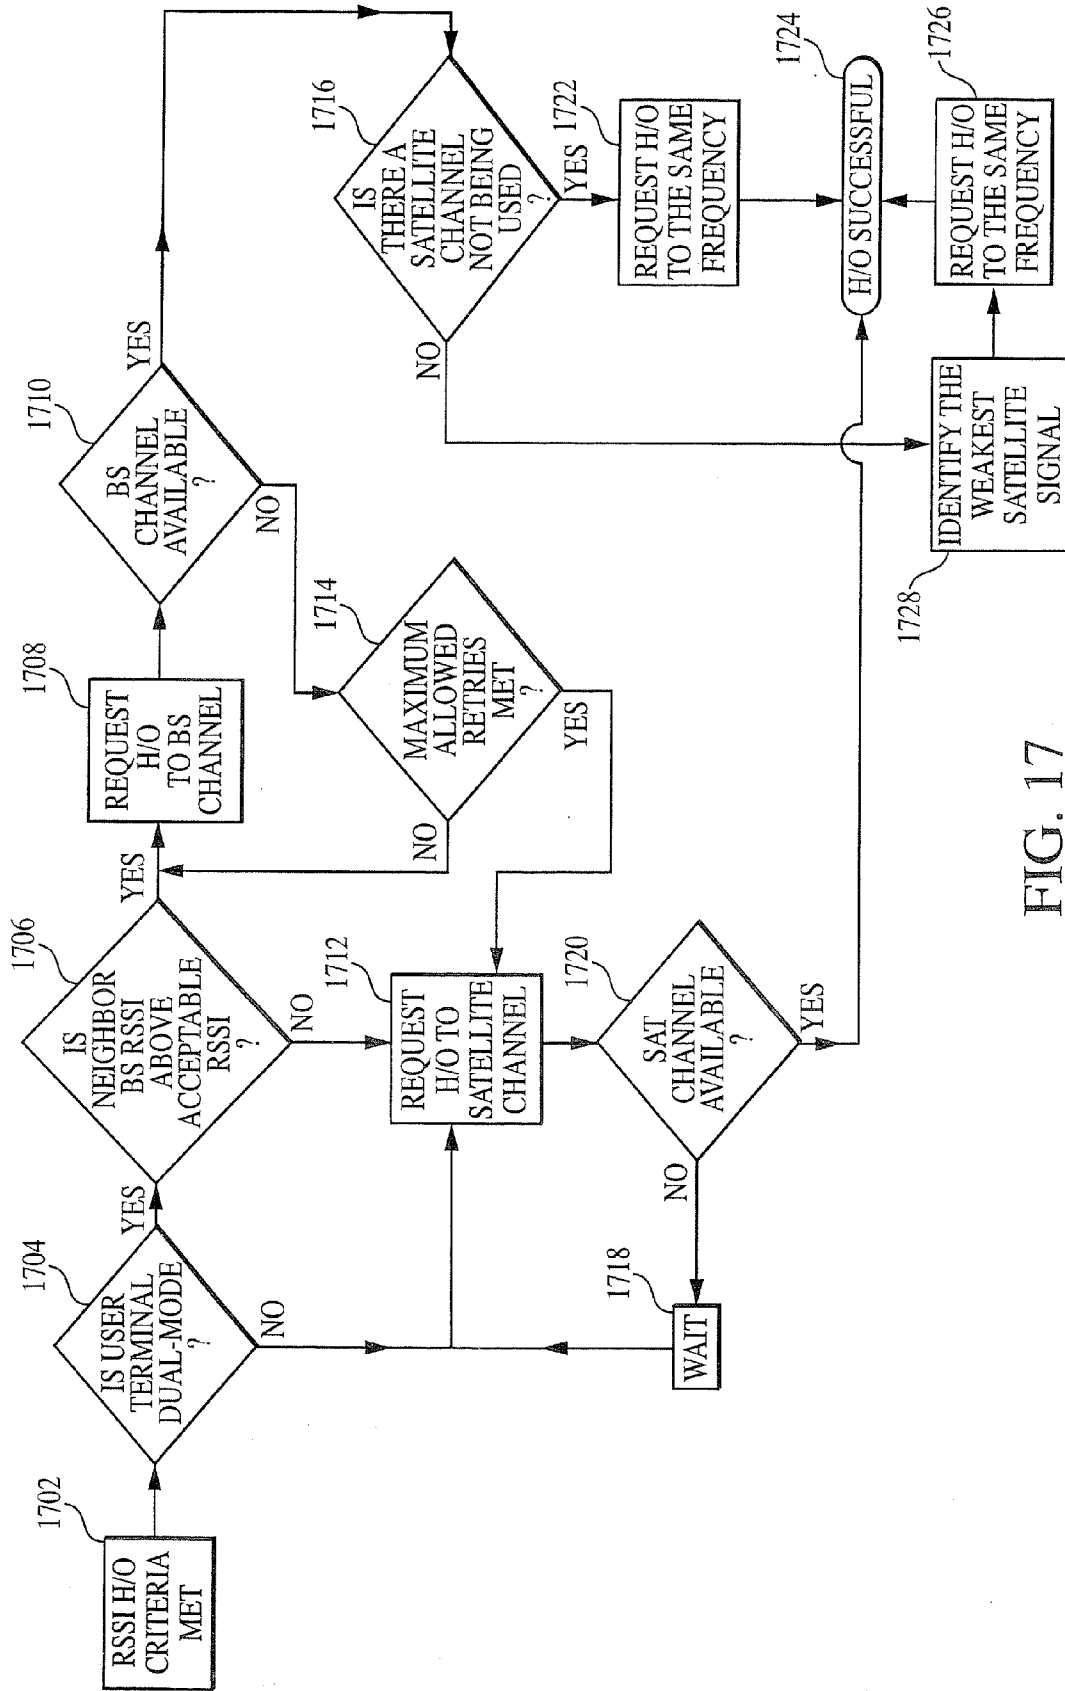 1702
RSSI H/O
CRITERIA
MET
1704
IS USER
TERMINAL
DUAL-MODE
?
YES
NO
1706
IS
NEIGHBOR
BS RSSI
ABOVE
ACCEPTABLE
RSSI
?
YES
NO
1708
REQUEST
H/O
TO BS
CHANNEL
1710
BS
CHANNEL
AVAILABLE
?
YES
NO
1712
REQUEST
H/O TO
SATELLITE
CHANNEL
1714
MAXIMUM
ALLOWED
RETRIES
MET
?
NO
YES
1716
IS
THERE A
SATELLITE
CHANNEL
NOT BEING
USED
?
NO
YES
1718
WAIT
1720
SAT
CHANNEL
AVAILABLE
?
NO
YES
1722
REQUEST H/O
TO THE SAME
FREQUENCY
1724
H/O SUCCESSFUL
1728
IDENTIFY THE
WEAKEST
SATELLITE
SIGNAL
1726
REQUEST H/O
TO THE SAME
FREQUENCY
FIG. 17